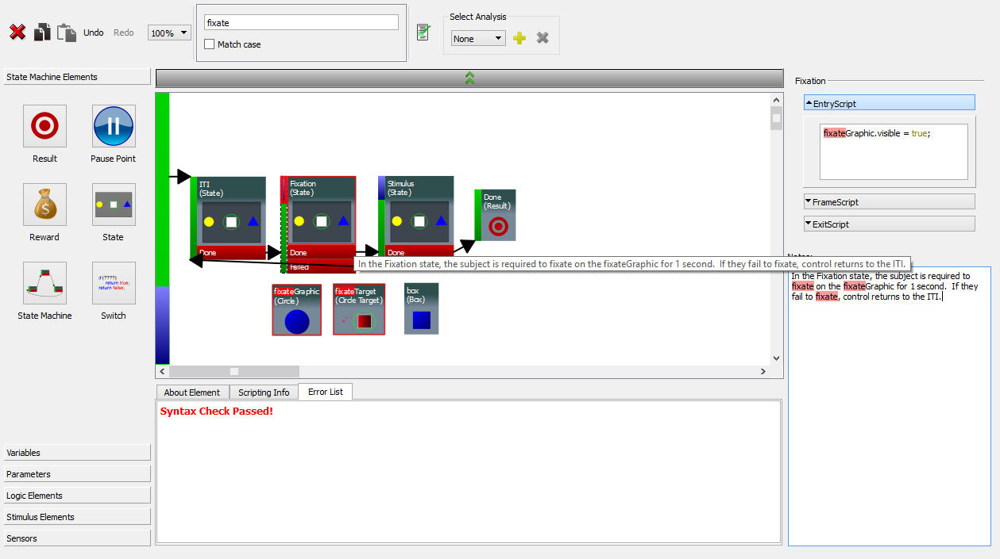 Undo
Redo
100%
fixate
Match case
Select Analysis
None
State Machine Elements
Result
Pause Point
Reward
State
State Machine
if (????)
return true;
return false;
Switch
Variables
Parameters
Logic Elements
Stimulus Elements
Sensors
ITI
(State)
Done
Fixation
(State)
Done
Failed
Stimulus
(State)
Done
Done
(Result)
In the Fixation state, the subject is required to fixate on the fixateGraphic for 1 second.  If they fail to fixate, control returns to the ITI.
fixateGraphic
(Circle)
fixateTarget
(Circle Target)
box
(Box)
About Element
Scripting Info
Error List
Syntax Check Passed!
Fixation
EntryScript
fixateGraphic.visible = true;
FrameScript
ExitScript
Notes:
In the Fixation state, the subject is required to
fixate on the fixateGraphic for 1 second.  If they
fail to fixate, control returns to the ITI.